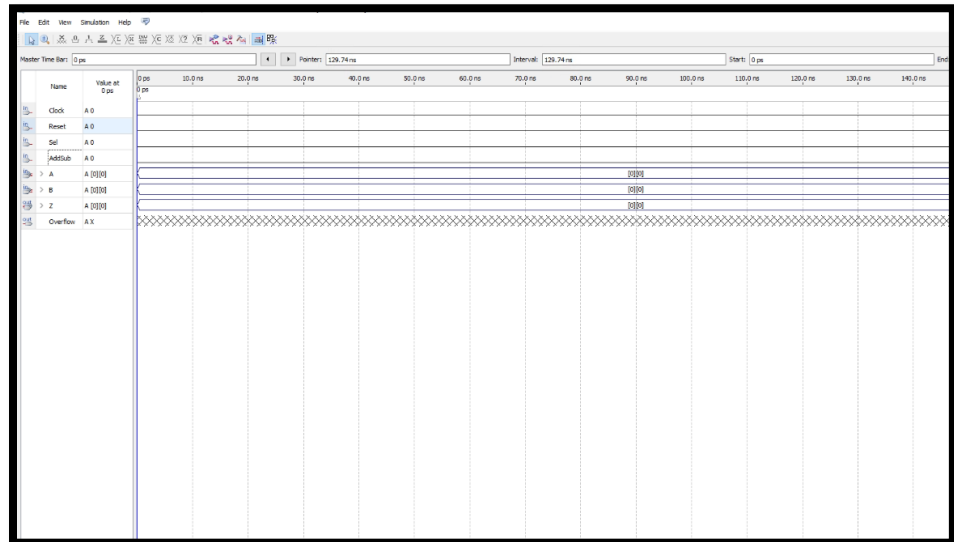 File Edit View Simulation Help
Master Time Bar: 0 ps Pointer: 129.74 ns Interval: 129.74 ns Start: 0 ps End
Name Value at 0 ps
0 ps 10.0 ns 20.0 ns 30.0 ns 40.0 ns 50.0 ns 60.0 ns 70.0 ns 80.0 ns 90.0 ns 100.0 ns 110.0 ns 120.0 ns 130.0 ns 140.0 ns
0 ps
Clock A 0
Reset A 0
Sel A 0
AddSub A 0
> A A [0][0] [0][0]
> B A [0][0] [0][0]
> Z A [0][0] [0][0]
Overflow A X